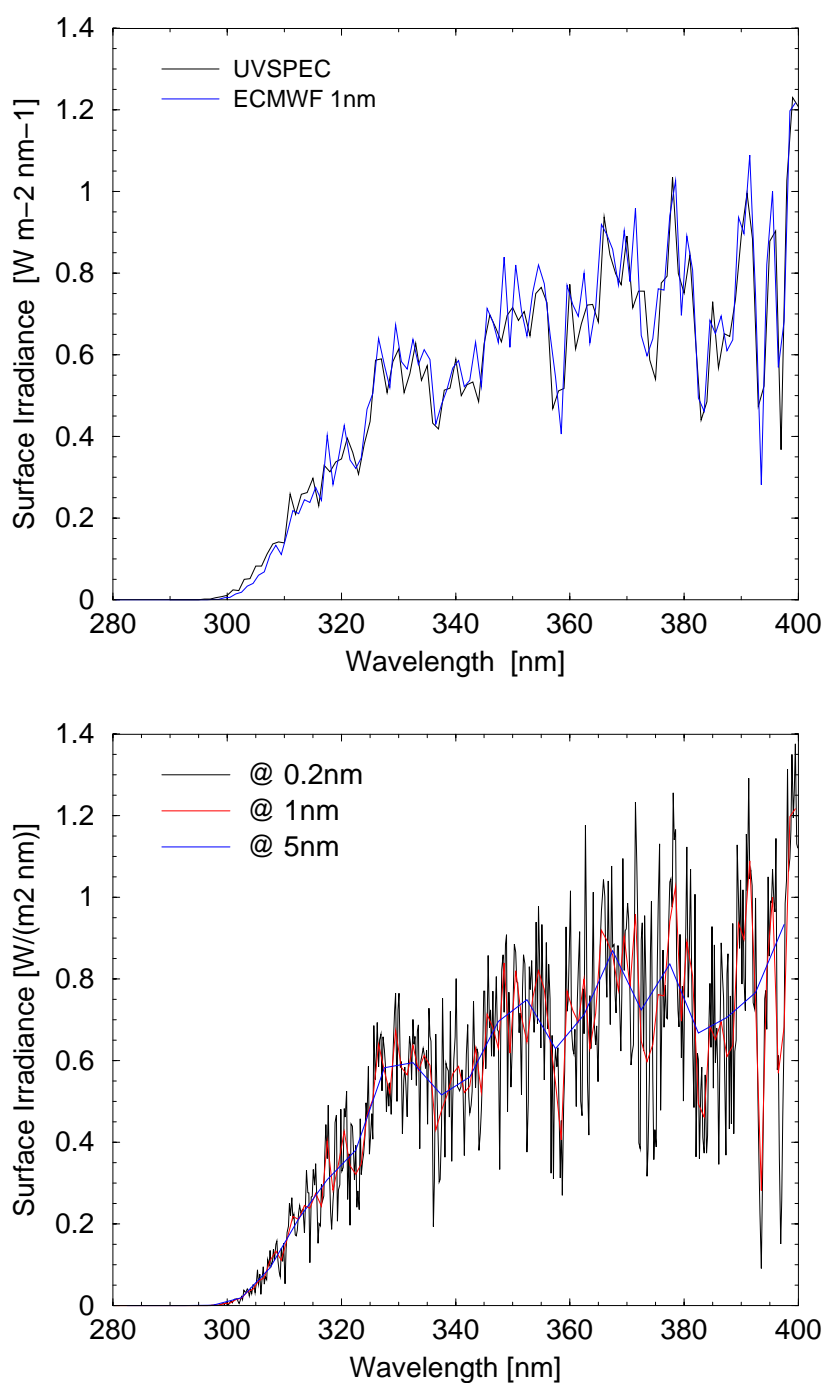 1.4
1.2
1
0.8
0.6
0.4
0.2
0
Surface Irradiance [W m−2 nm−1]
UVSPEC
ECMWF 1nm
280 300 320 340 360 380 400
Wavelength [nm]
1.4
1.2
1
0.8
0.6
0.4
0.2
0
Surface Irradiance [W/(m2 nm)]
@ 0.2nm
@ 1nm
@ 5nm
280 300 320 340 360 380 400
Wavelength [nm]